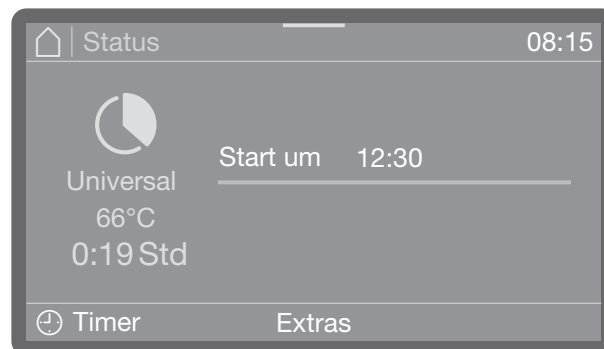 Status 08:15
Start um 12:30
Universal
66°C
0:19 Std
Timer Extras